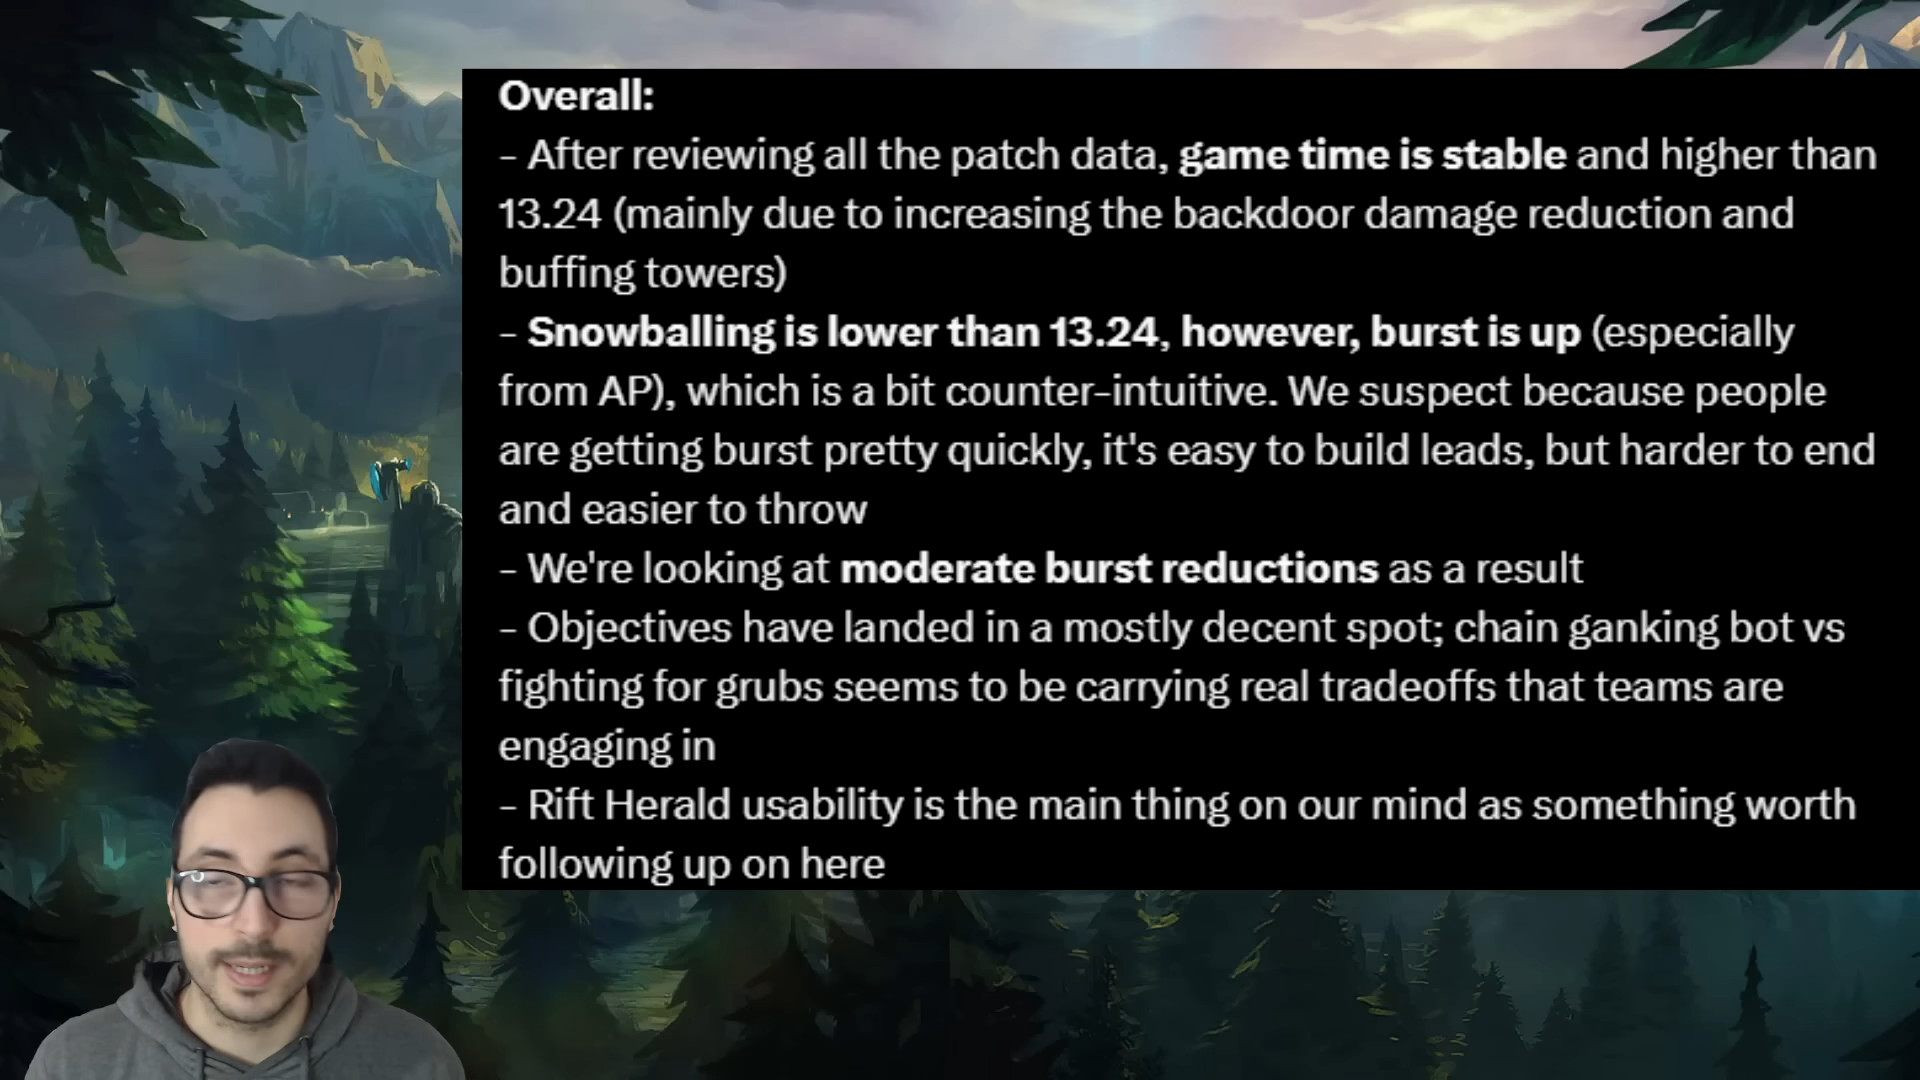 Overall:
- After reviewing all the patch data, game time is stable and higher than
13.24 (mainly due to increasing the backdoor damage reduction and
buffing towers)
- Snowballing is lower than 13.24, however, burst is up (especially
from AP), which is a bit counter-intuitive. We suspect because people
are getting burst pretty quickly, it's easy to build leads, but harder to end
and easier to throw
- We're looking at moderate burst reductions as a result
- Objectives have landed in a mostly decent spot; chain ganking bot vs
fighting for grubs seems to be carrying real tradeoffs that teams are
engaging in
- Rift Herald usability is the main thing on our mind as something worth
following up on here